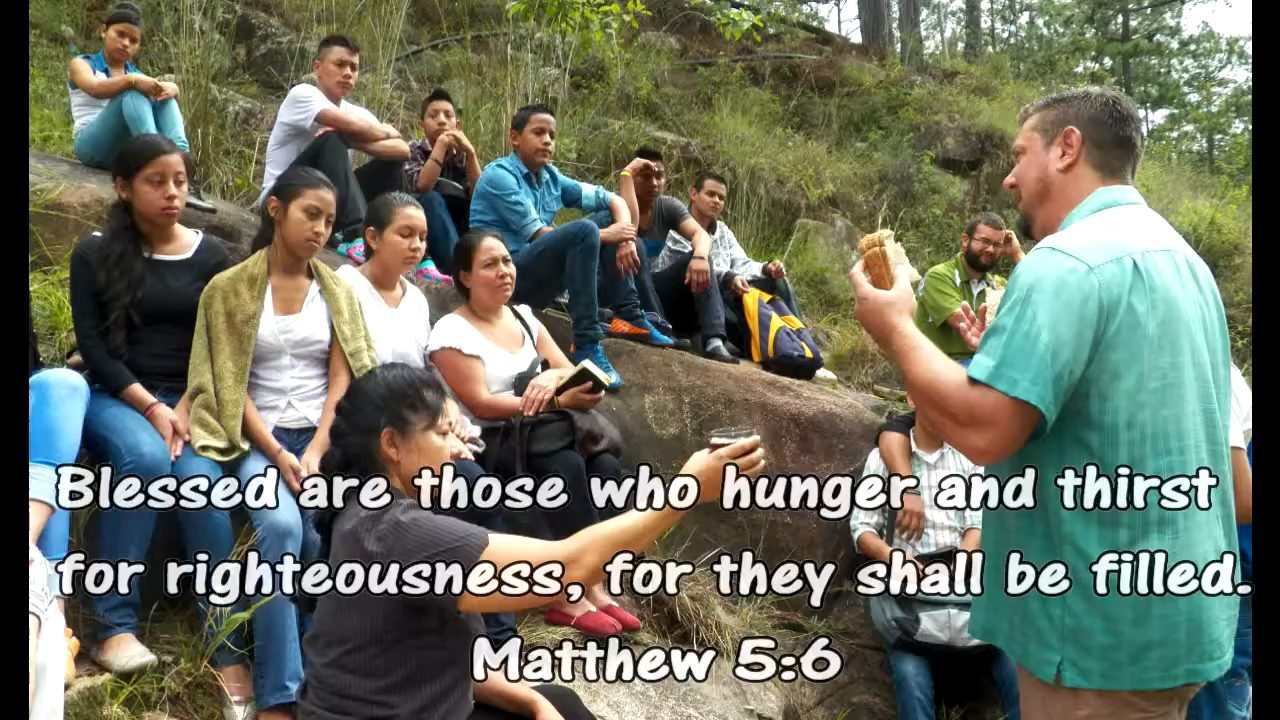 Blessed are those who hunger and thirst
for righteousness, for they shall be filled.
Matthew 5:6